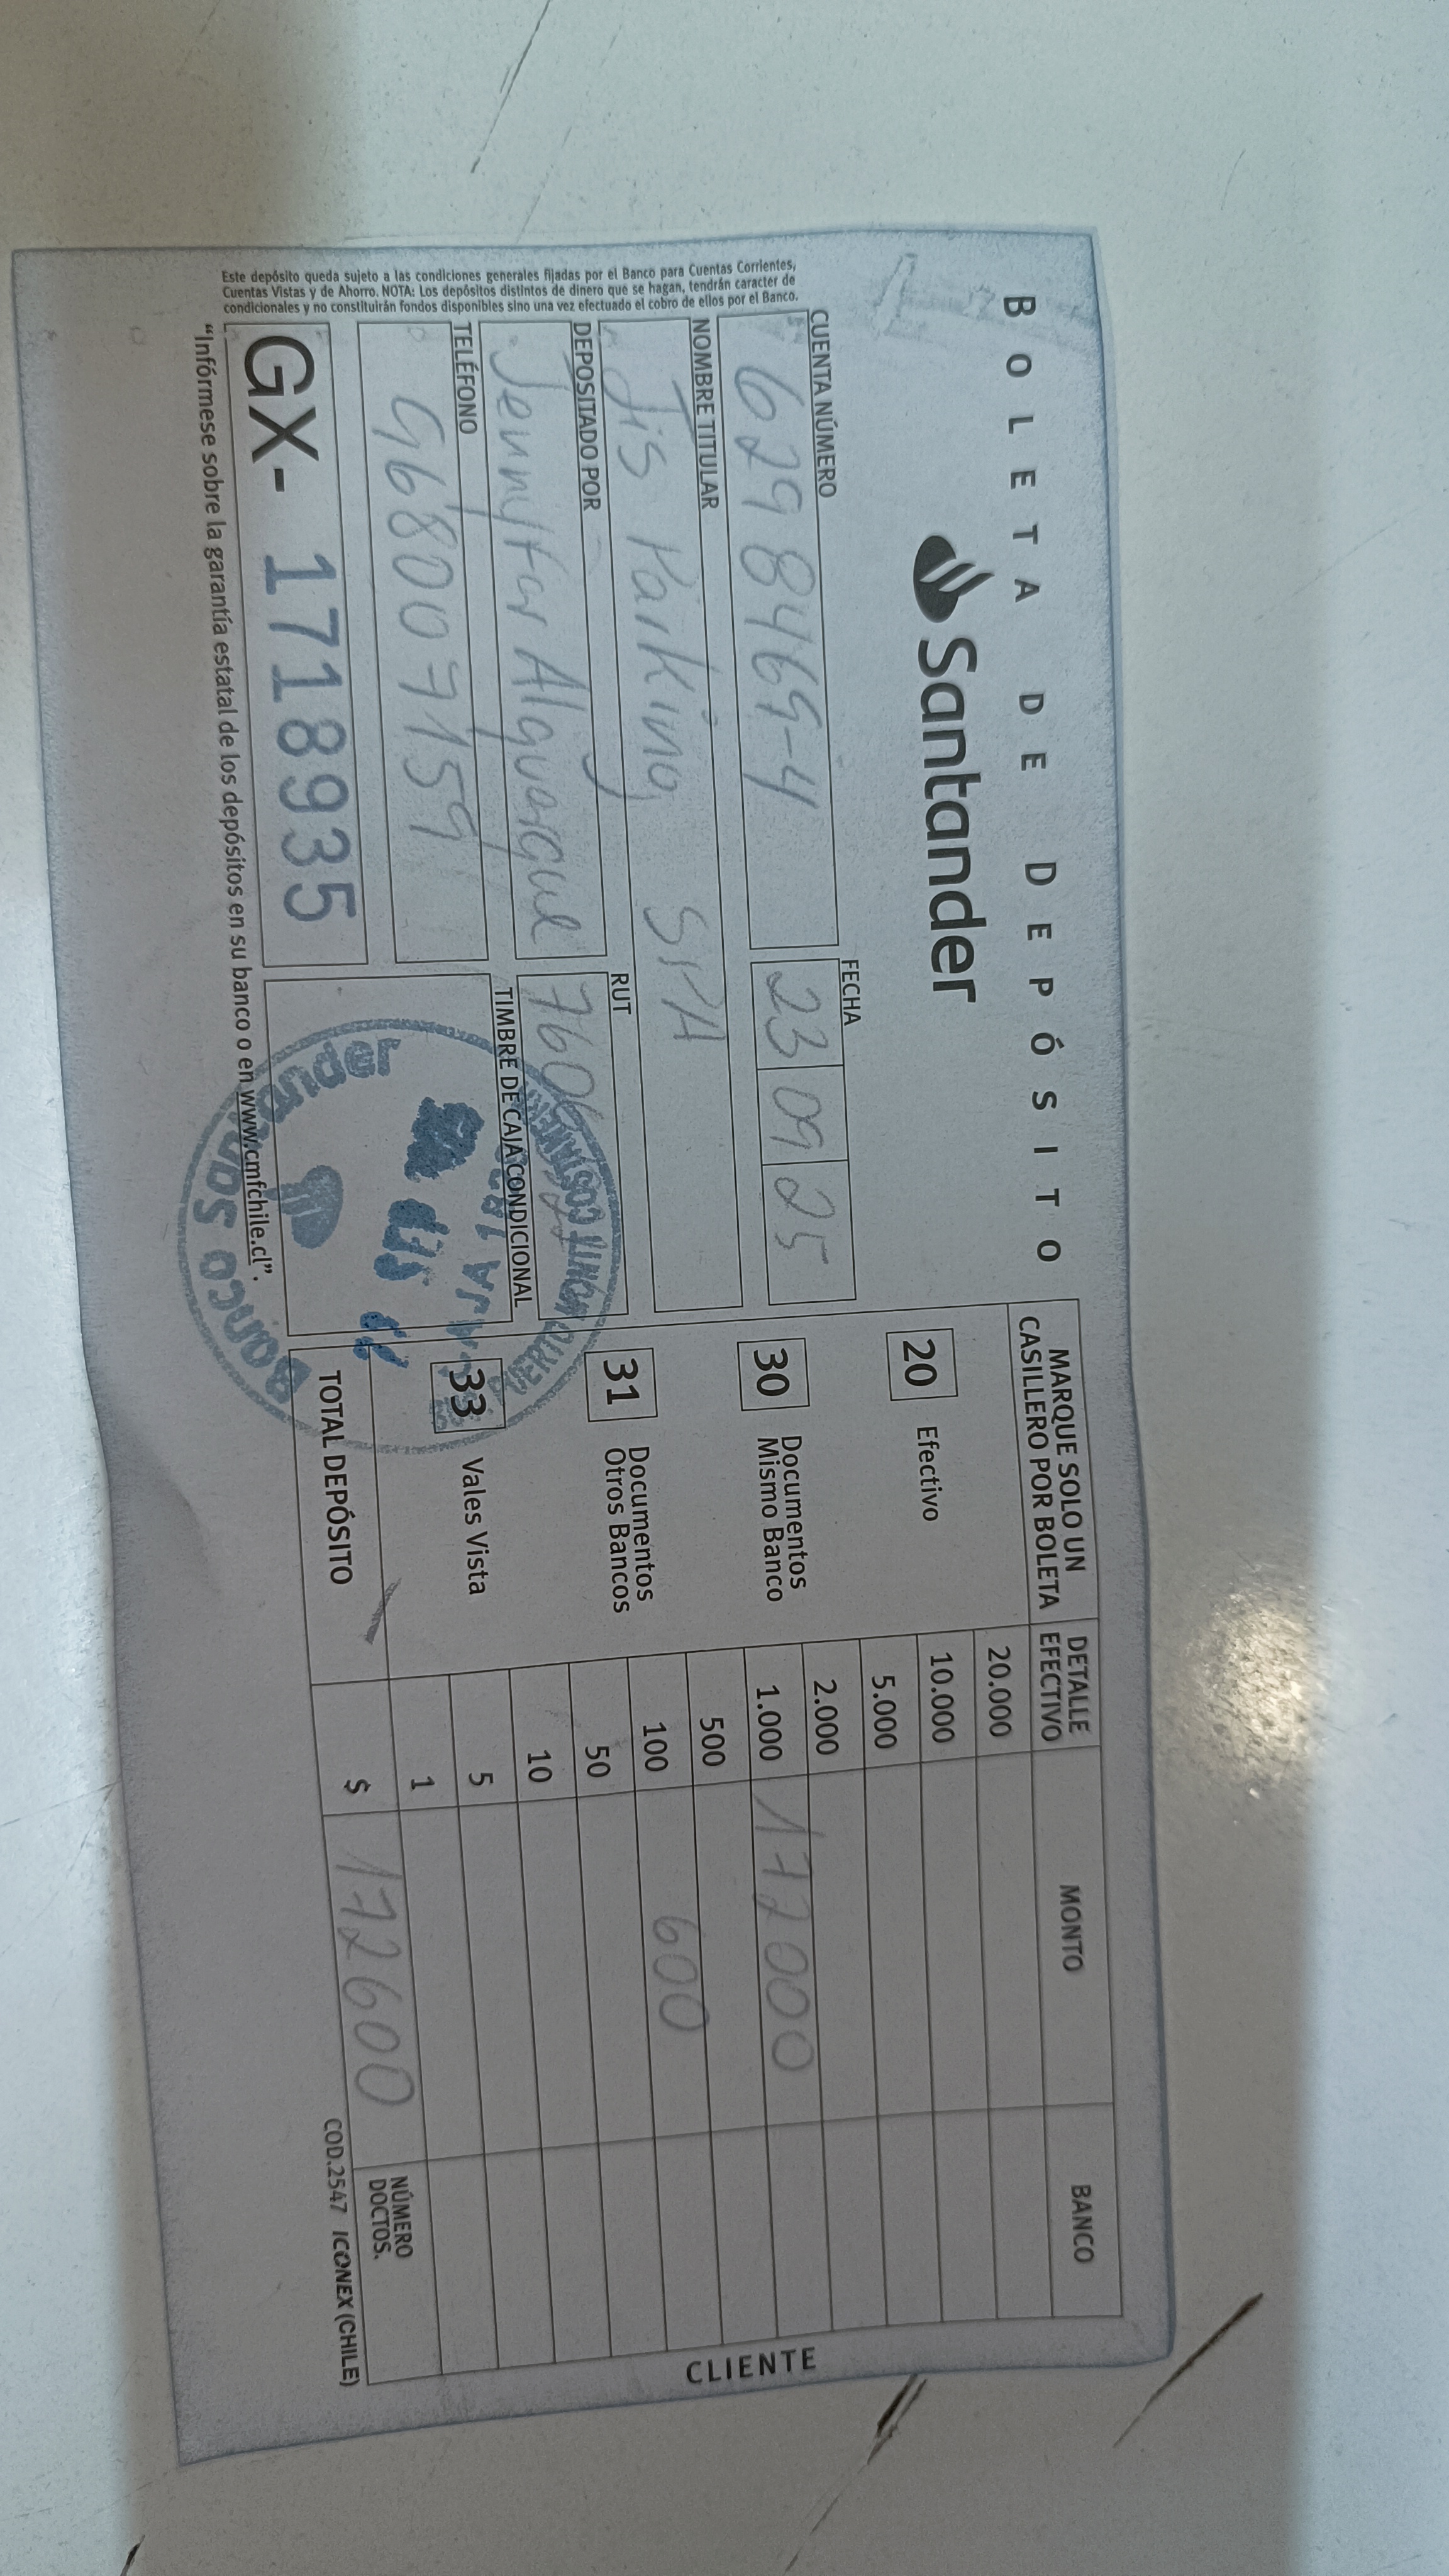 BOLETA DE DEPÓSITO
Santander
CUENTA NÚMERO
6298469-4
FECHA
23 09 25
NOMBRE TITULAR
Jis Parking SPA
DEPOSITADO POR
RUT
TELÉFONO
968007159
TIMBRE DE CAJA CONDICIONAL
GX- 1718935
Este depósito queda sujeto a las condiciones generales fijadas por el Banco para Cuentas Corrientes,
Cuentas Vistas y de Ahorro. NOTA: Los depósitos distintos de dinero que se hagan, tendrán caracter de
condicionales y no constituirán fondos disponibles sino una vez efectuado el cobro de ellos por el Banco.
"Infórmese sobre la garantía estatal de los depósitos en su banco o en www.cmfchile.cl".
MARQUE SOLO UN
CASILLERO POR BOLETA
20 Efectivo
30 Documentos
Mismo Banco
31 Documentos
Otros Bancos
33 Vales Vista
DETALLE
EFECTIVO
MONTO
BANCO
20.000
10.000
5.000
2.000
1.000 172000
500
100 600
50
10
5
1
TOTAL DEPÓSITO
$ 172600
NÚMERO
DOCTOS.
COD.2547 ICONEX (CHILE)
CLIENTE
BANCO
MONTT COSTANERA